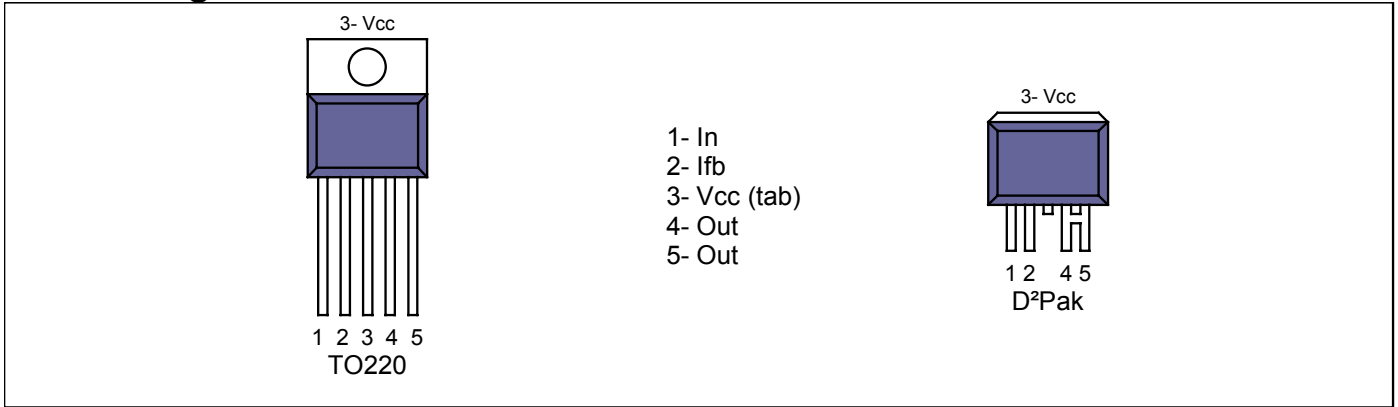 3- Vcc
1 2 3 4 5
TO220
1- In
2- Ifb
3- Vcc (tab)
4- Out
5- Out
3- Vcc
1 2 4 5
D²Pak